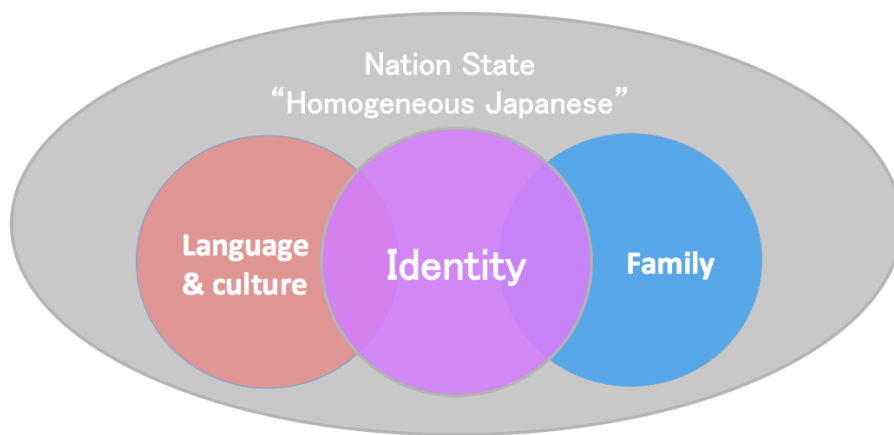 Nation State
“Homogeneous Japanese”
Language
& culture
Identity
Family